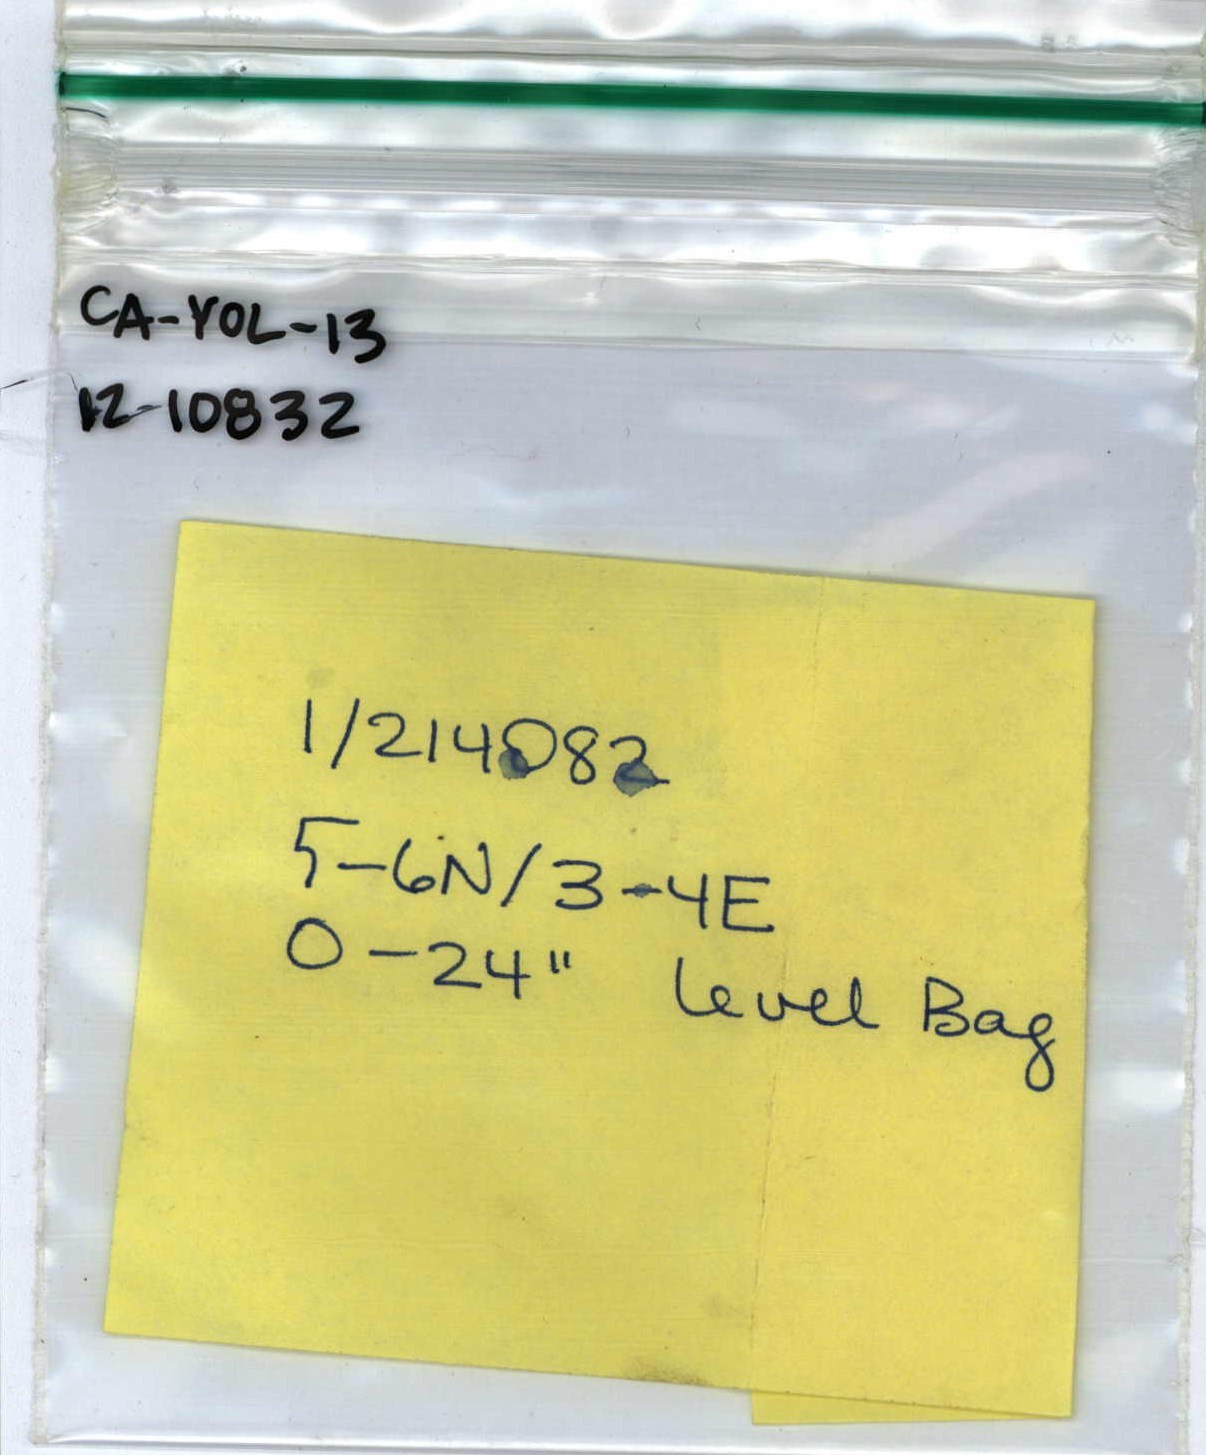 CA-YOL-13
12-10832
1/214082
5-6N/3-4E
0-24" Level Bag